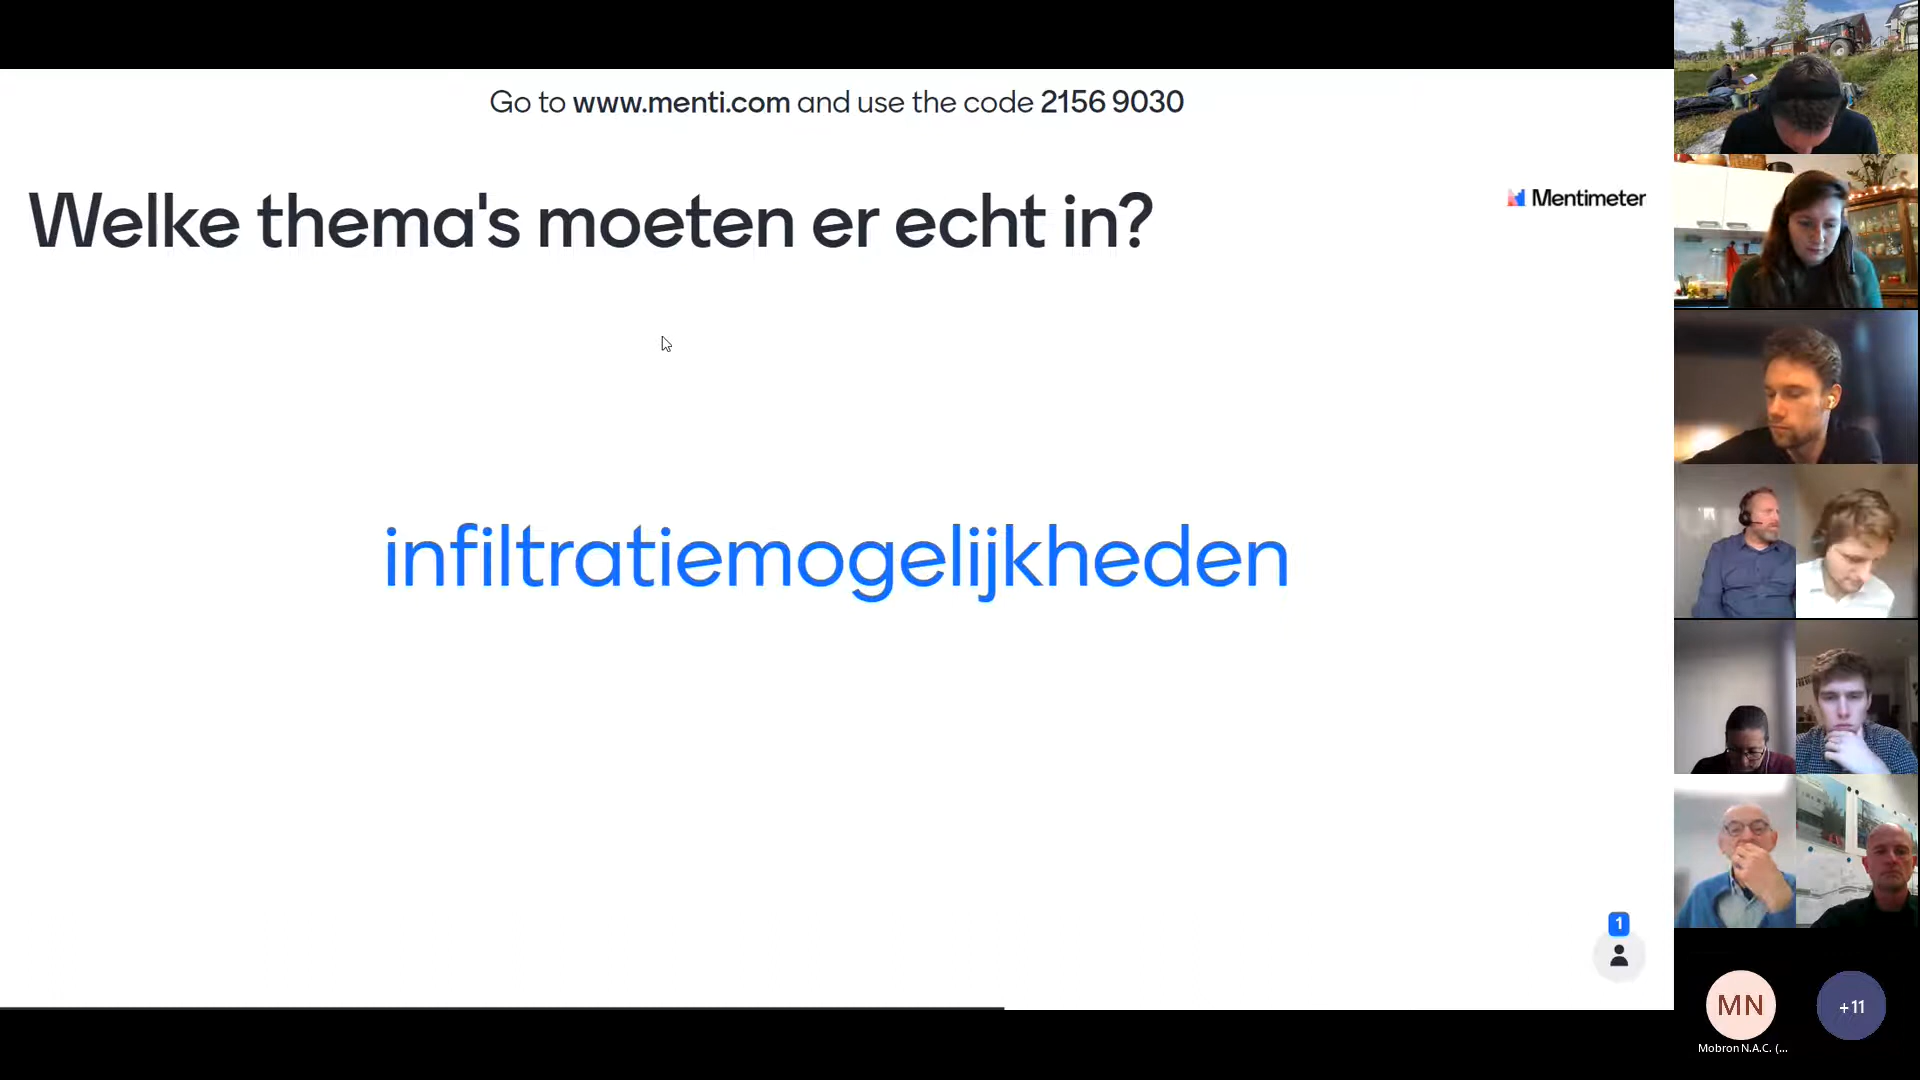 Go to www.menti.com and use the code 2156 9030
Welke thema's moeten er echt in?
Mentimeter
infiltratiemogelijkheden
1
MN
+11
Mobron N.A.C. (...